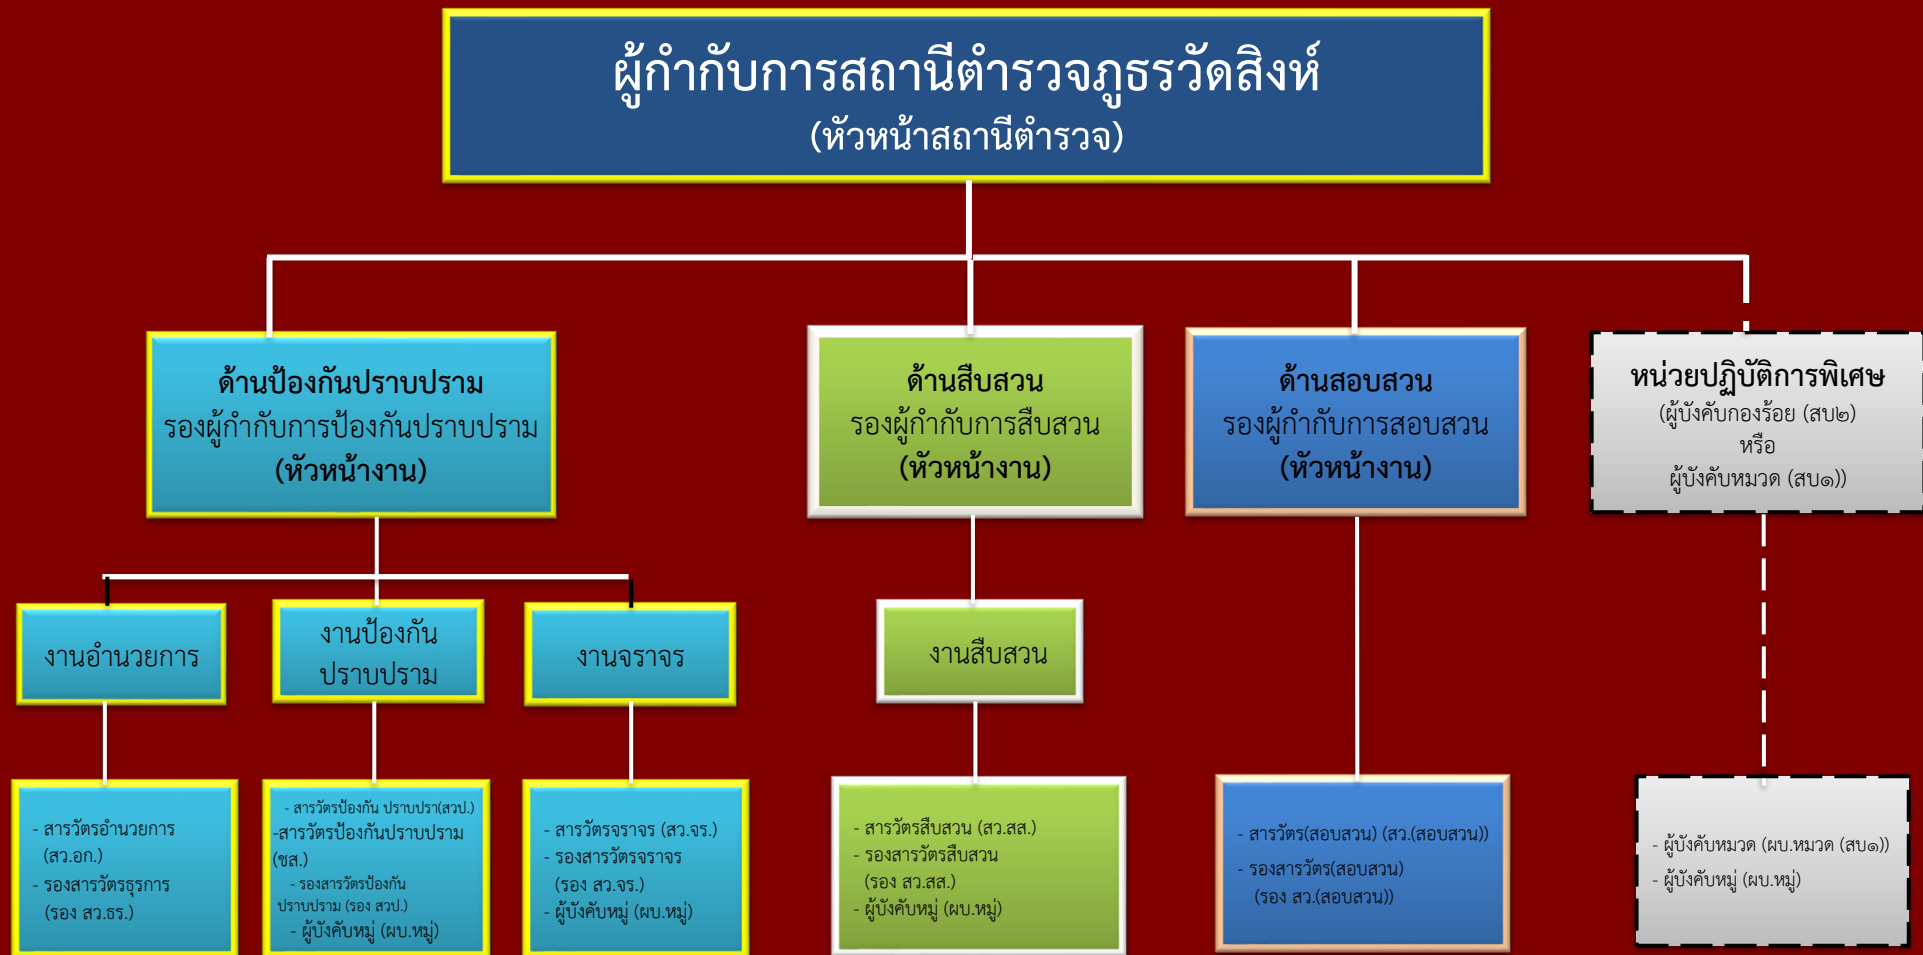 ผู้กำกับการสถานีตำรวจภูธรวัดสิงห์
(หัวหน้าสถานีตำรวจ)
ด้านป้องกันปราบปราม
รองผู้กำกับการป้องกันปราบปราม
(หัวหน้างาน)
ด้านสืบสวน
รองผู้กำกับการสืบสวน
(หัวหน้างาน)
ด้านสอบสวน
รองผู้กำกับการสอบสวน
(หัวหน้างาน)
หน่วยปฏิบัติการพิเศษ
(ผู้บังคับกองร้อย (สบ๒)
หรือ
ผู้บังคับหมวด (สบ๑))
งานอำนวยการ
งานป้องกัน
ปราบปราม
งานจราจร
งานสืบสวน
- สารวัตรอำนวยการ
(สว.อก.)
- รองสารวัตรธุรการ
(รอง สว.ธร.)
- สารวัตรป้องกัน ปราบปรา(สวป.)
-สารวัตรป้องกันปราบปราม
(ชส.)
- รองสารวัตรป้องกัน
ปราบปราม (รอง สวป.)
- ผู้บังคับหมู่ (ผบ.หมู่)
- สารวัตรจราจร (สว.จร.)
- รองสารวัตรจราจร
(รอง สว.จร.)
- ผู้บังคับหมู่ (ผบ.หมู่)
- สารวัตรสืบสวน (สว.สส.)
- รองสารวัตรสืบสวน
(รอง สว.สส.)
- ผู้บังคับหมู่ (ผบ.หมู่)
- สารวัตร(สอบสวน) (สว.(สอบสวน))
- รองสารวัตร(สอบสวน)
(รอง สว.(สอบสวน))
- ผู้บังคับหมวด (ผบ.หมวด (สบ๑))
- ผู้บังคับหมู่ (ผบ.หมู่)